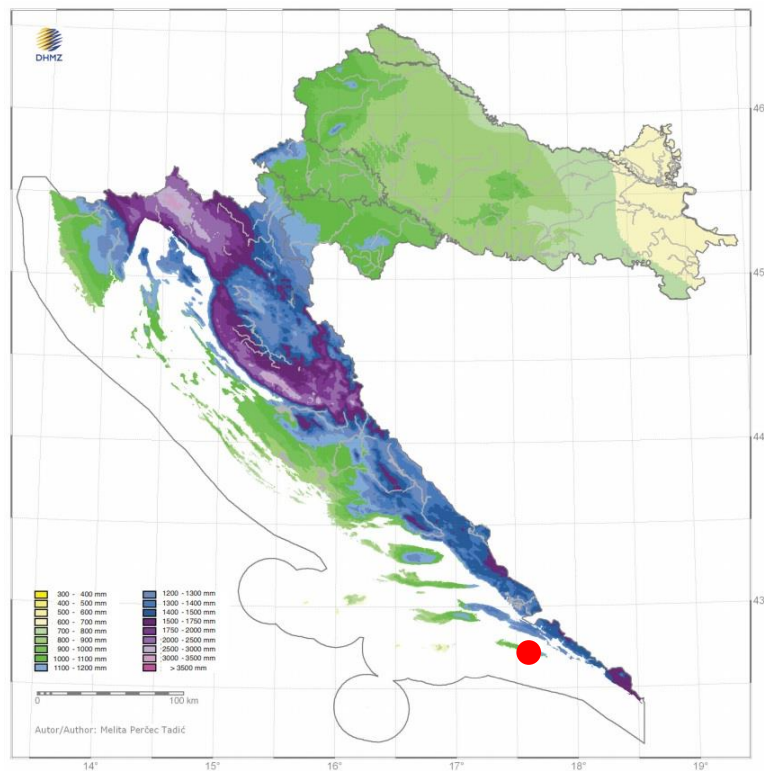 DHMZ
46
45
44
43
300 - 400 mm
400 - 500 mm
500 - 600 mm
600 - 700 mm
700 - 800 mm
800 - 900 mm
900 - 1000 mm
1000 - 1100 mm
1100 - 1200 mm
1200 - 1300 mm
1300 - 1400 mm
1400 - 1500 mm
1500 - 1750 mm
1750 - 2000 mm
2000 - 2500 mm
2500 - 3000 mm
3000 - 3500 mm
> 3500 mm
0 100 km
Autor/Author: Melita Perčec Tadić
14° 15° 16° 17° 18° 19°